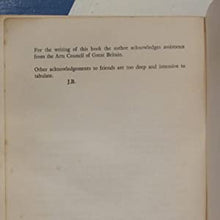 For the writing of this book the author acknowledges assistance
from the Arts Council of Great Britain.
Other acknowledgements to friends are too deep and intensive to
tabulate.
J.B.